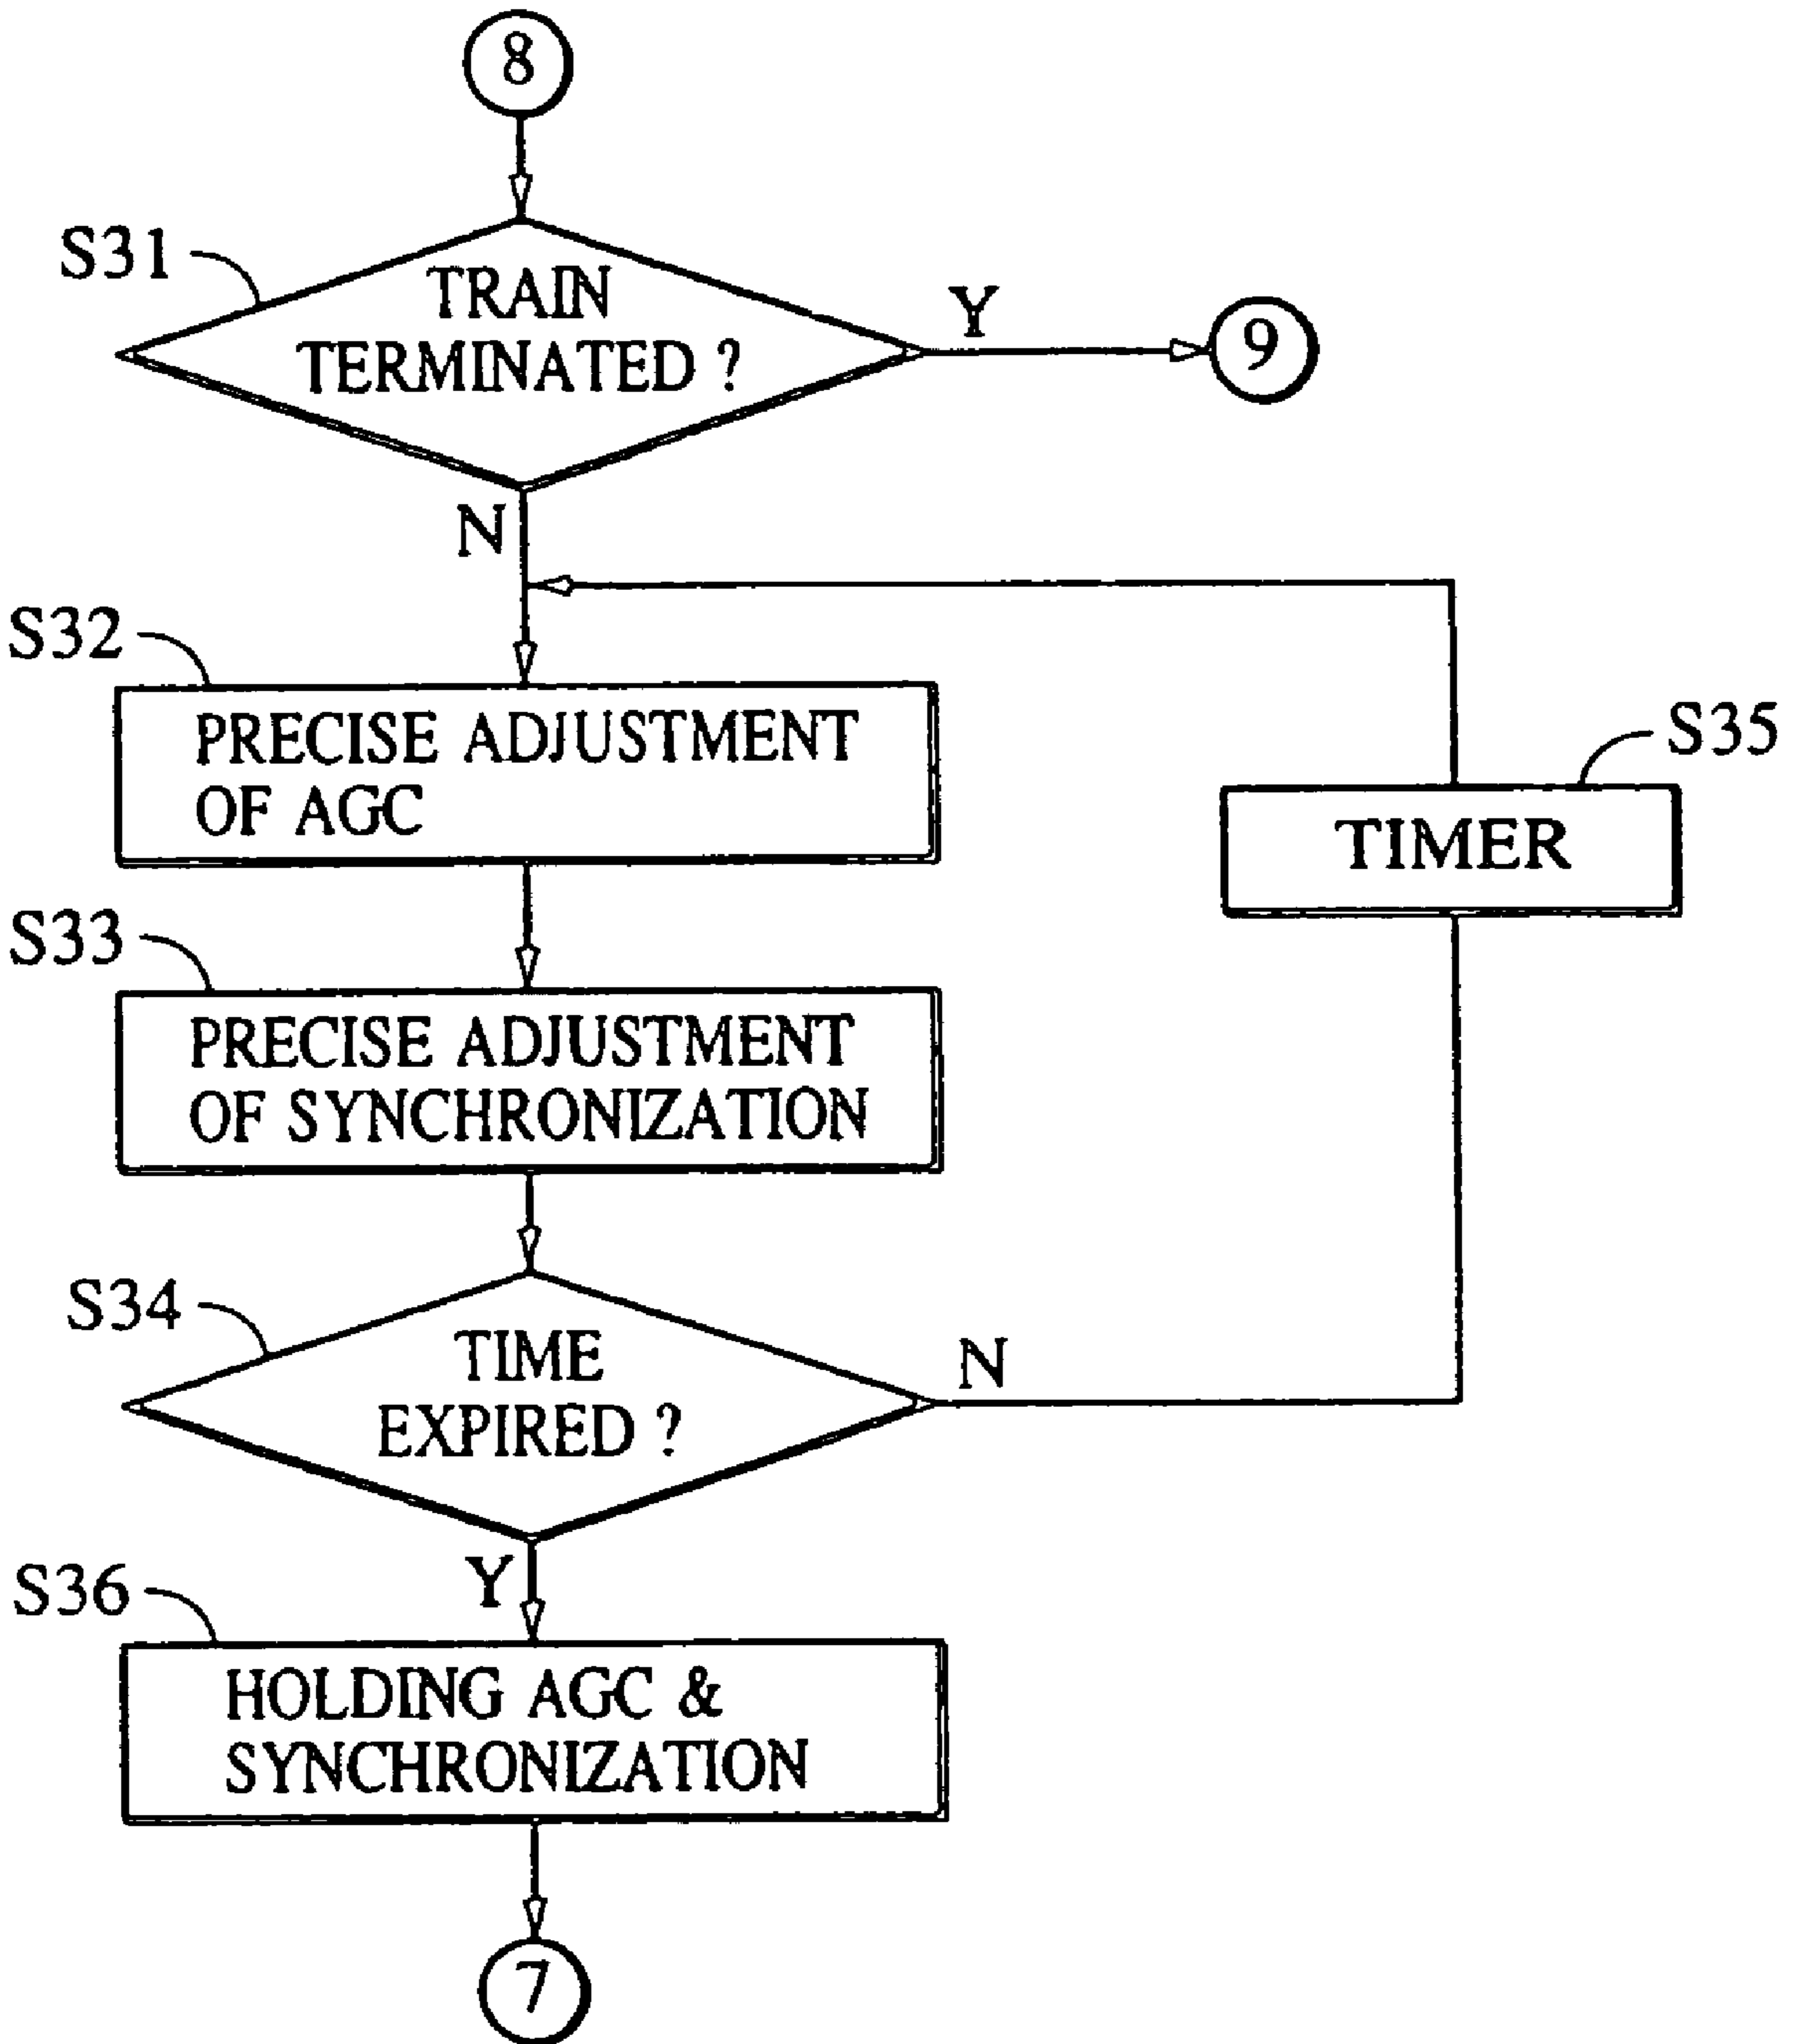 8
S31
TRAIN
TERMINATED ?
Y
9
N
S32
PRECISE ADJUSTMENT
OF AGC
S35
TIMER
S33
PRECISE ADJUSTMENT
OF SYNCHRONIZATION
S34
TIME
EXPIRED ?
N
Y
S36
HOLDING AGC &
SYNCHRONIZATION
7